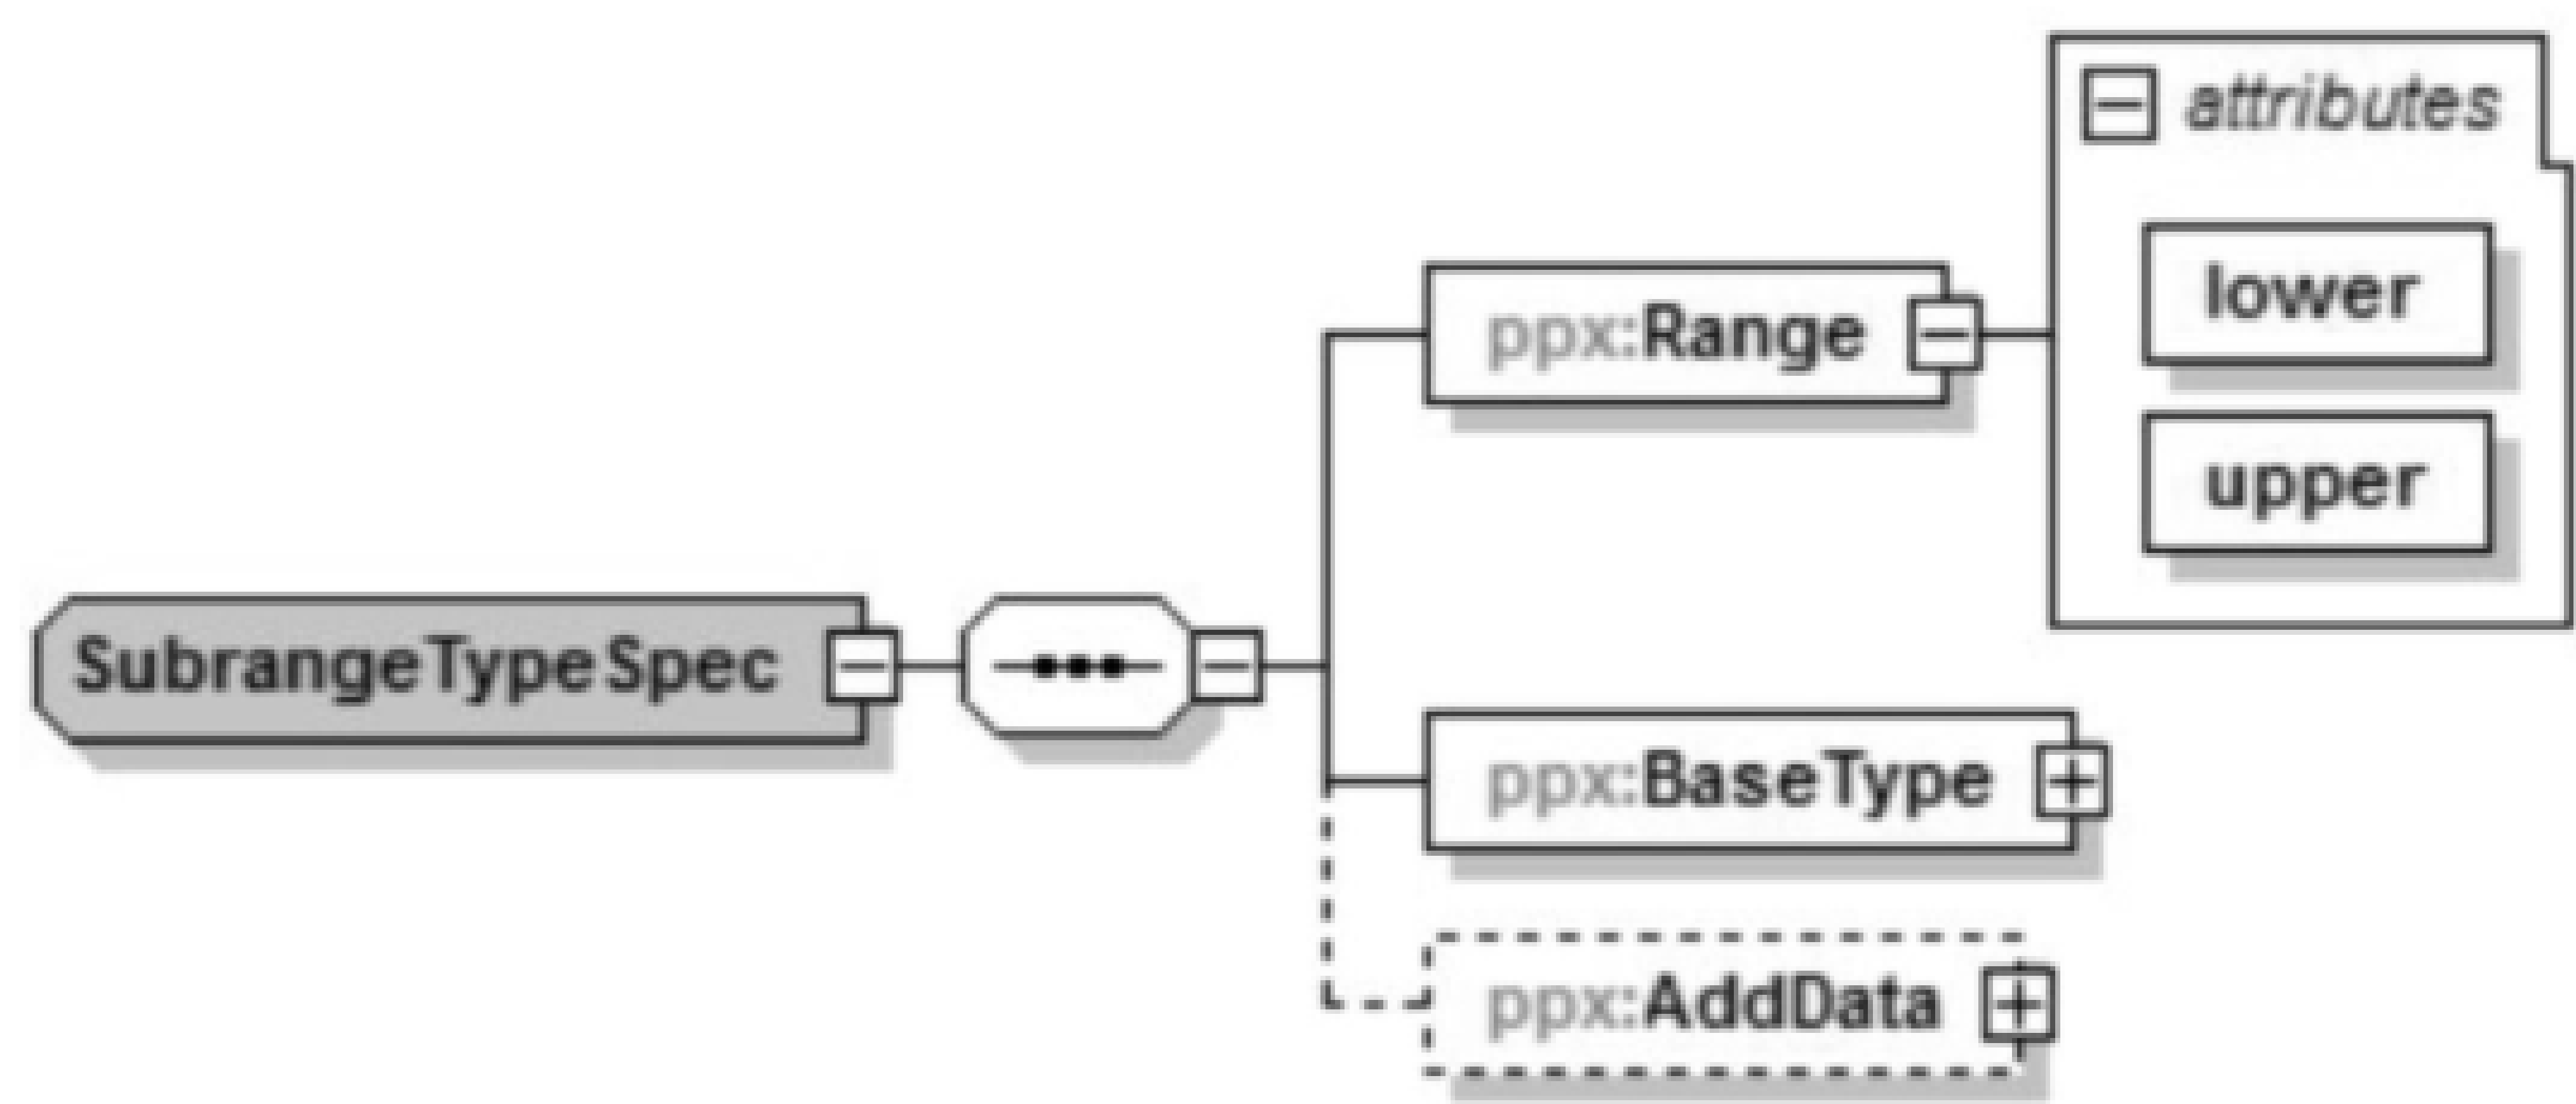 attributes
lower
ppx:Range
upper
SubrangeTypeSpec
ppx:BaseType
ppx:AddData